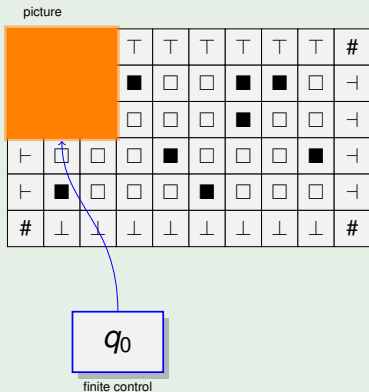 picture
⊤ ⊤ ⊤ ⊤ ⊤ ⊤ #
■ □ □ ■ ■ □ ⊣
□ □ □ ■ □ □ ⊣
⊢ □ □ □ ■ □ □ □ ■ ⊣
⊢ ■ □ □ □ ■ □ □ □ ⊣
# ⊥ ⊥ ⊥ ⊥ ⊥ ⊥ ⊥ ⊥ #
q₀
finite control